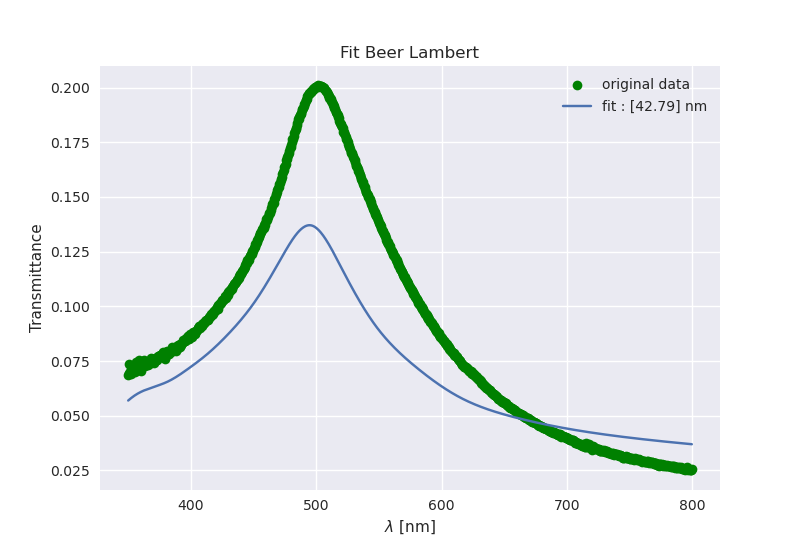 Fit Beer Lambert
original data
fit : [42.79] nm
Transmittance
0.200
0.175
0.150
0.125
0.100
0.075
0.050
0.025
400 500 600 700 800
λ [nm]